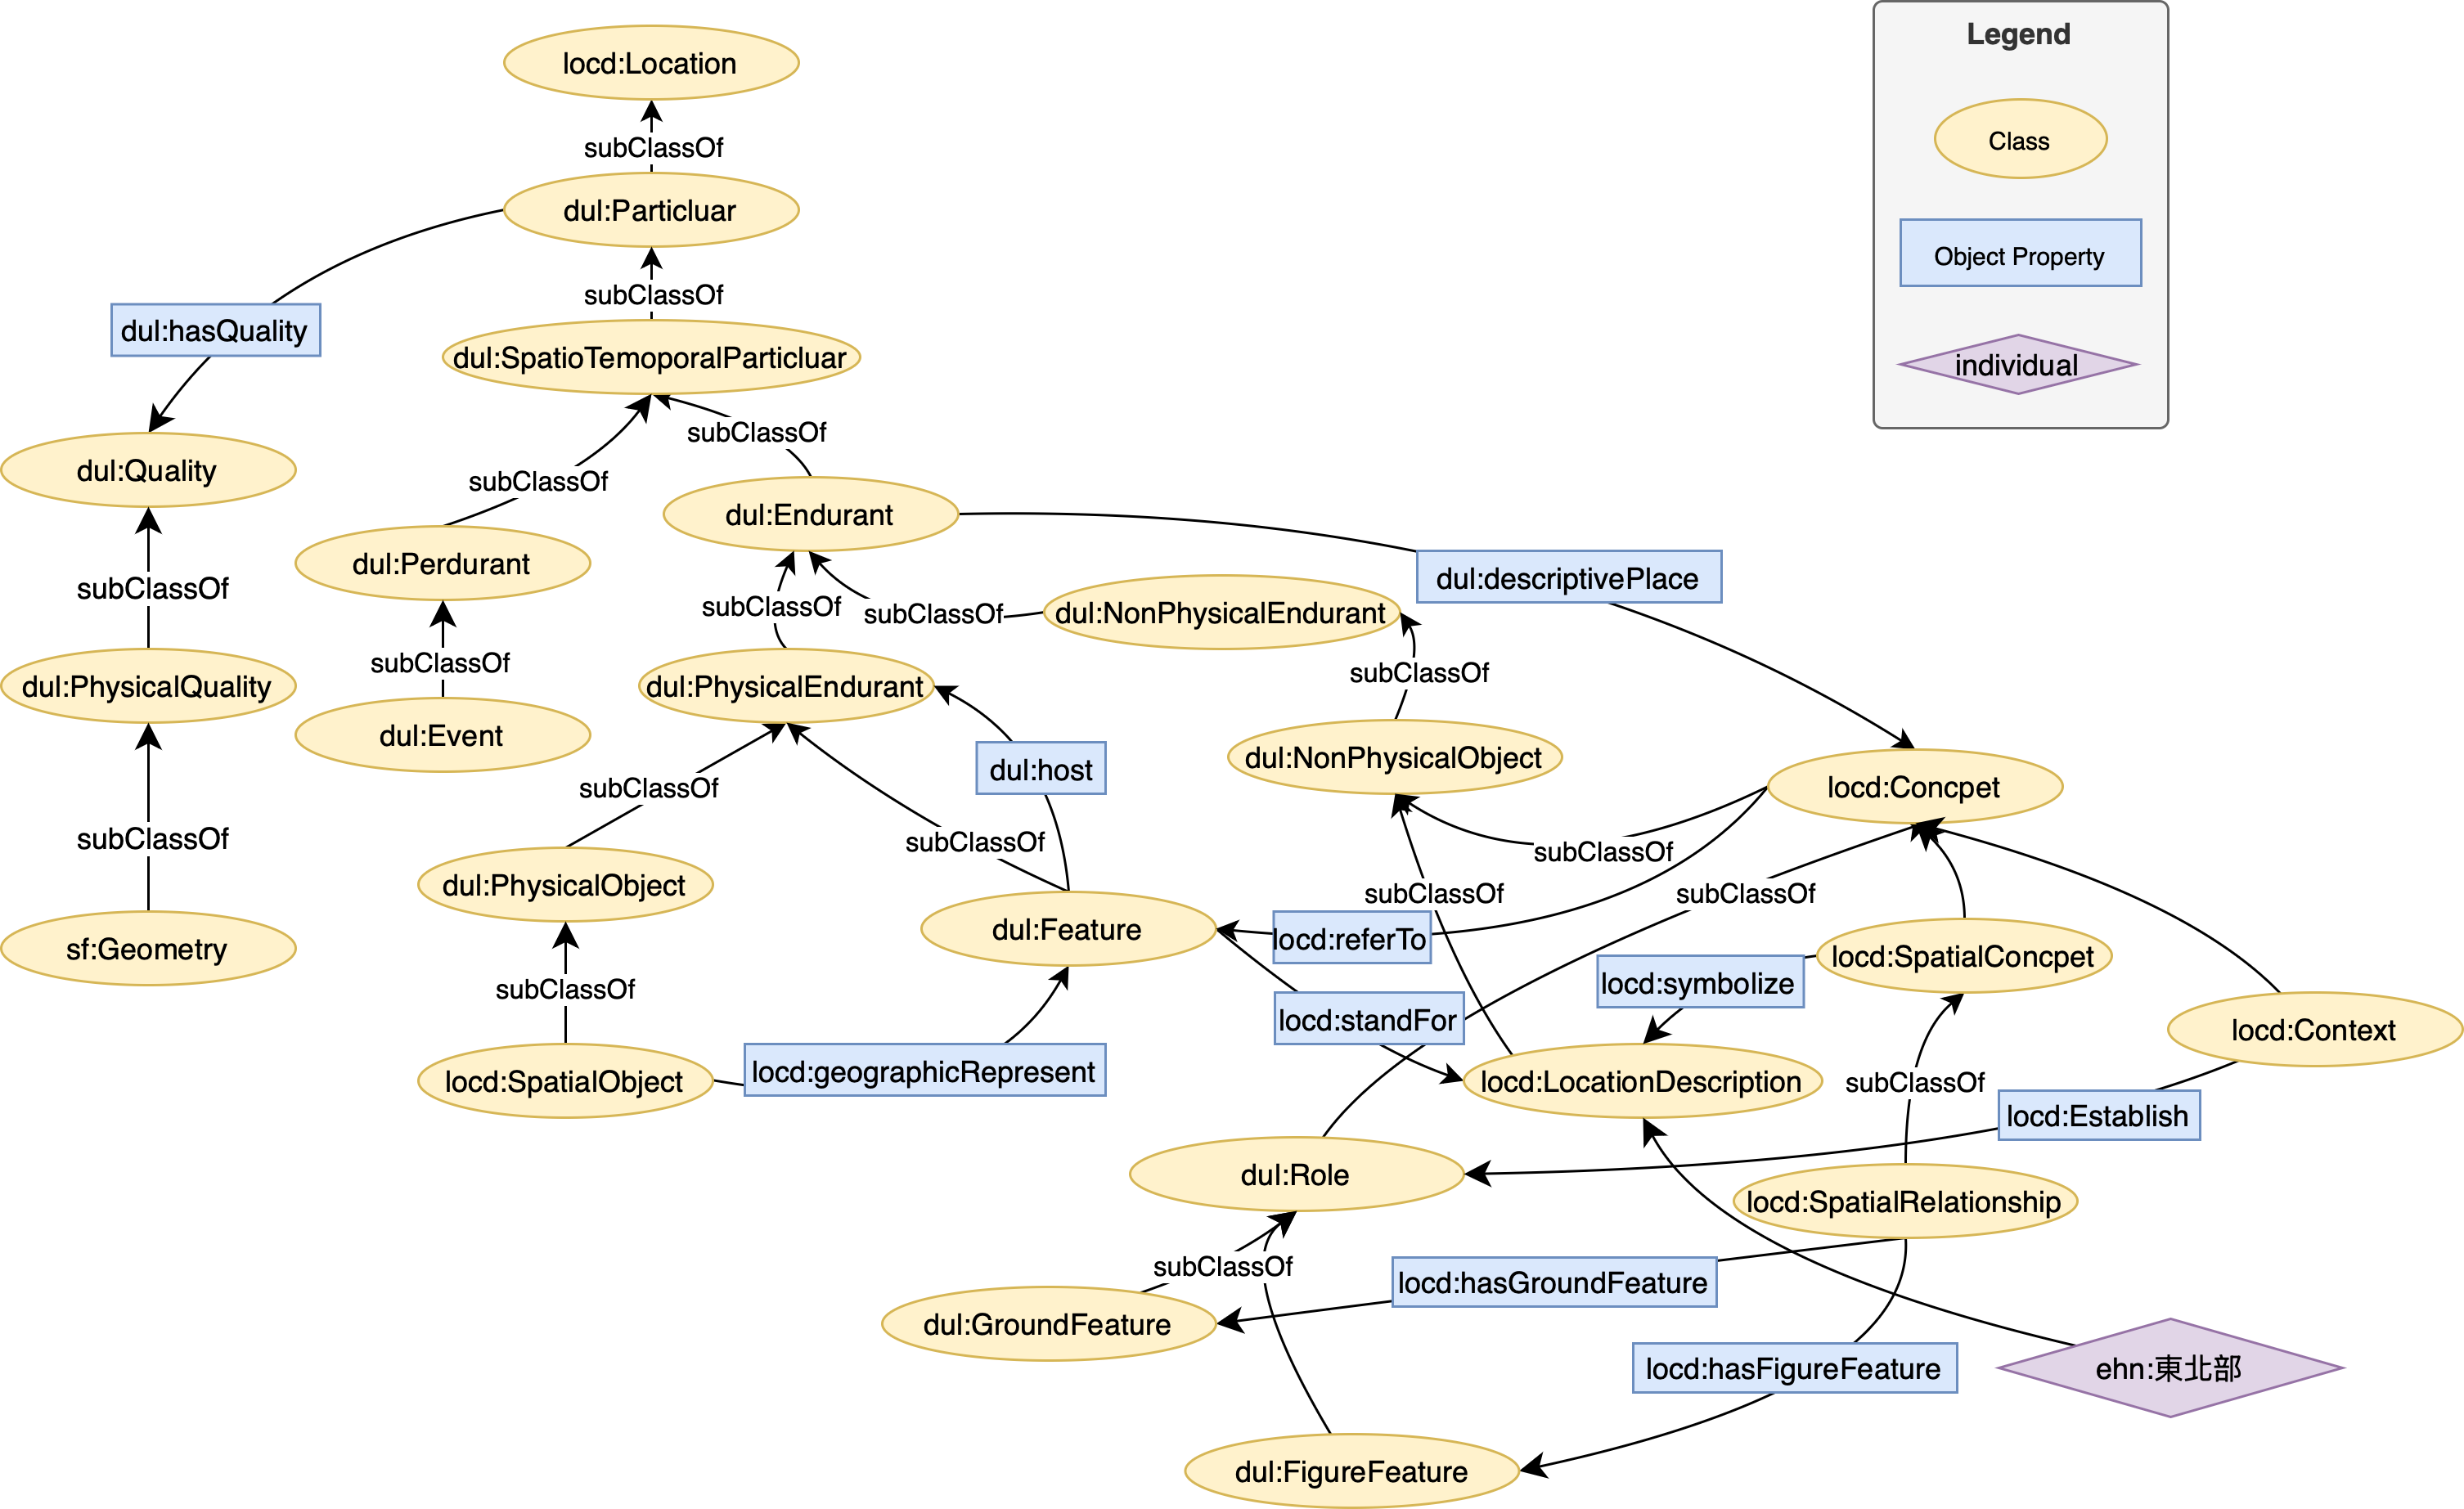 Legend
Class
Object Property
individual
locd:Location
subClassOf
dul:Particluar
subClassOf
dul:hasQuality
dul:SpatioTemoporalParticluar
subClassOf
dul:Quality
subClassOf
dul:Endurant
dul:Perdurant
dul:descriptivePlace
subClassOf
subClassOf
subClassOf
dul:NonPhysicalEndurant
subClassOf
subClassOf
dul:PhysicalQuality
dul:PhysicalEndurant
dul:Event
dul:host
dul:NonPhysicalObject
subClassOf
locd:Concpet
subClassOf
subClassOf
subClassOf
dul:PhysicalObject
subClassOf
subClassOf
dul:Feature
locd:referTo
sf:Geometry
locd:SpatialConcpet
subClassOf
locd:symbolize
locd:standFor
locd:Context
locd:SpatialObject
locd:geographicRepresent
locd:LocationDescription
subClassOf
locd:Establish
dul:Role
locd:SpatialRelationship
subClassOf
locd:hasGroundFeature
dul:GroundFeature
locd:hasFigureFeature
ehn:東北部
dul:FigureFeature